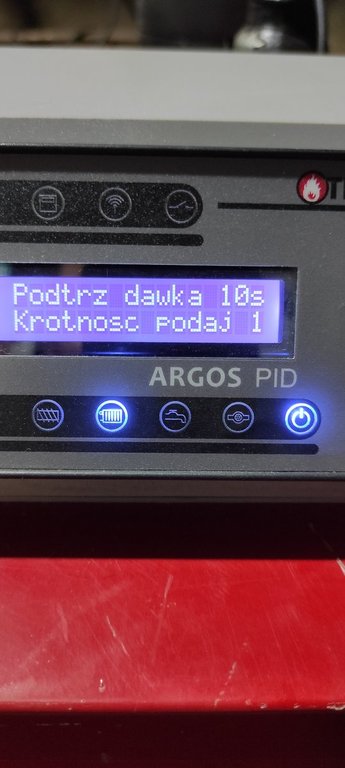 Podtrz dawka 10s
Krotnosc podaj 1
ARGOS PID